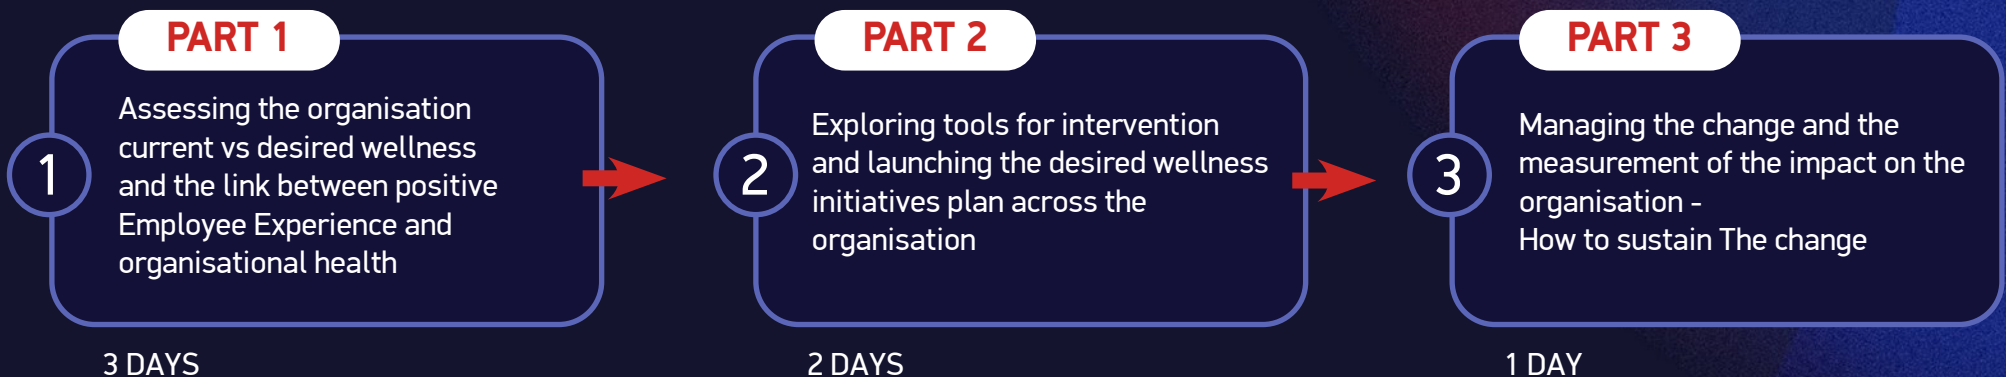 PART 1
1
Assessing the organisation
current vs desired wellness
and the link between positive
Employee Experience and
organisational health
3 DAYS
PART 2
2
Exploring tools for intervention
and launching the desired wellness
initiatives plan across the
organisation
2 DAYS
PART 3
3
Managing the change and the
measurement of the impact on the
organisation -
How to sustain The change
1 DAY